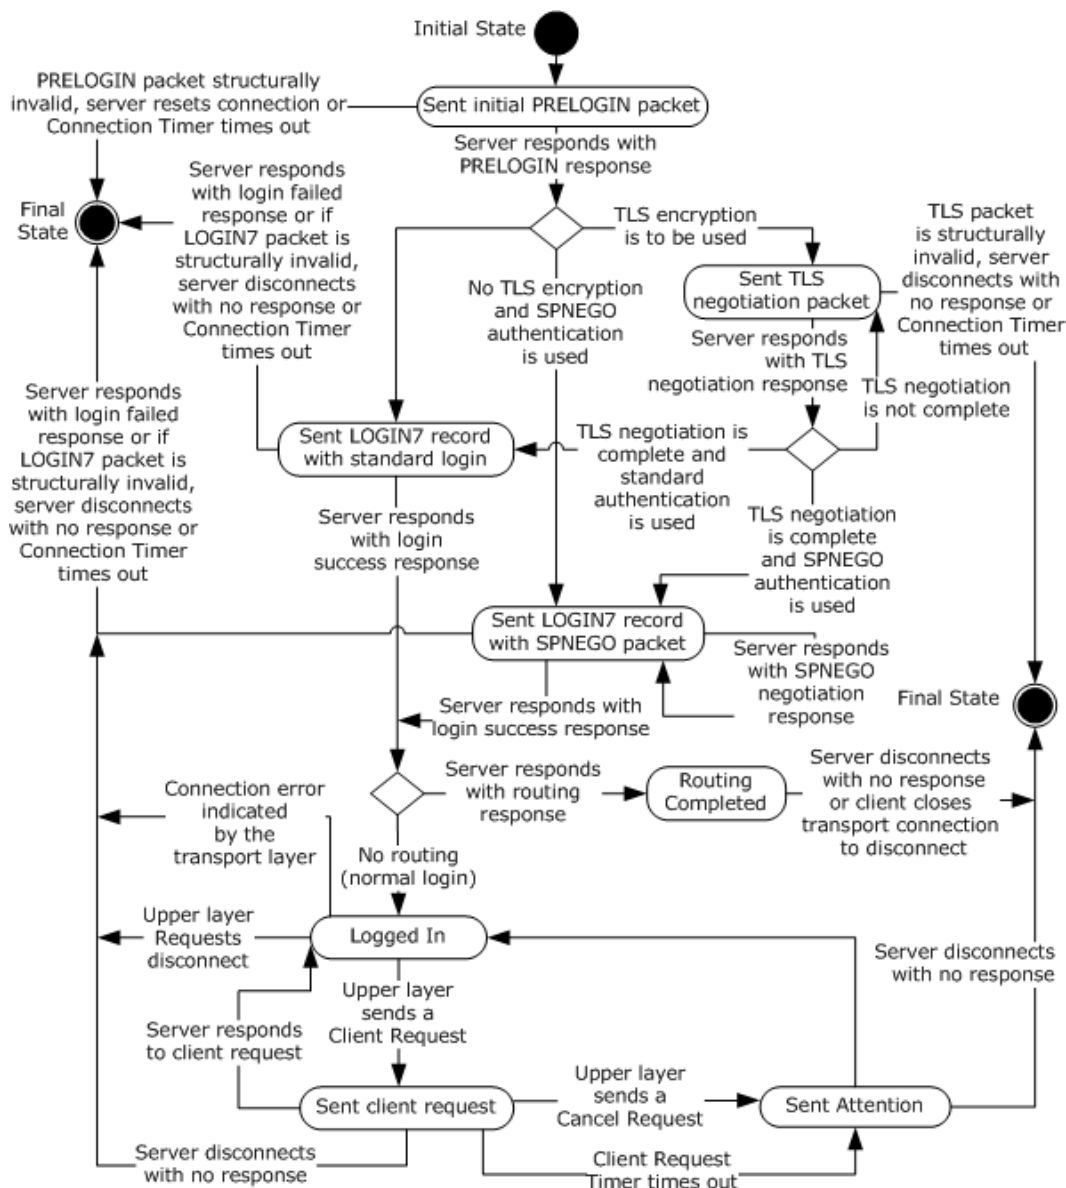 Initial State
PRELOGIN packet structurally
invalid, server resets connection or
Connection Timer times out
Sent initial PRELOGIN packet
Server responds with
PRELOGIN response
Server responds
with login failed
response or if
LOGIN7 packet is
structurally invalid,
server disconnects
with no response or
Connection Timer
times out
Final
State
TLS encryption
is to be used
TLS packet
is structurally
invalid, server
disconnects with
no response or
Connection Timer
times out
Sent TLS
negotiation packet
No TLS encryption
and SPNEGO
authentication
is used
Server responds
with TLS
negotiation response
TLS negotiation
is not complete
Server responds
with login failed
response or if
LOGIN7 packet is
structurally invalid,
server disconnects
with no response or
Connection Timer
times out
Sent LOGIN7 record
with standard login
TLS negotiation is
complete and
standard
authentication
is used
TLS negotiation
is complete
and SPNEGO
authentication
is used
Server responds
with login
success response
Sent LOGIN7 record
with SPNEGO packet
Server responds
with SPNEGO
negotiation
response
Final State
Server responds with
login success response
Server responds
with routing
response
Routing
Completed
Server disconnects
with no response
or client closes
transport connection
to disconnect
Connection error
indicated
by the
transport layer
No routing
(normal login)
Logged In
Upper layer
Requests
disconnect
Server disconnects
with no response
Upper layer
sends a
Client Request
Server responds
to client request
Sent client request
Upper layer
sends a
Cancel Request
Sent Attention
Server disconnects
with no response
Client Request
Timer times out